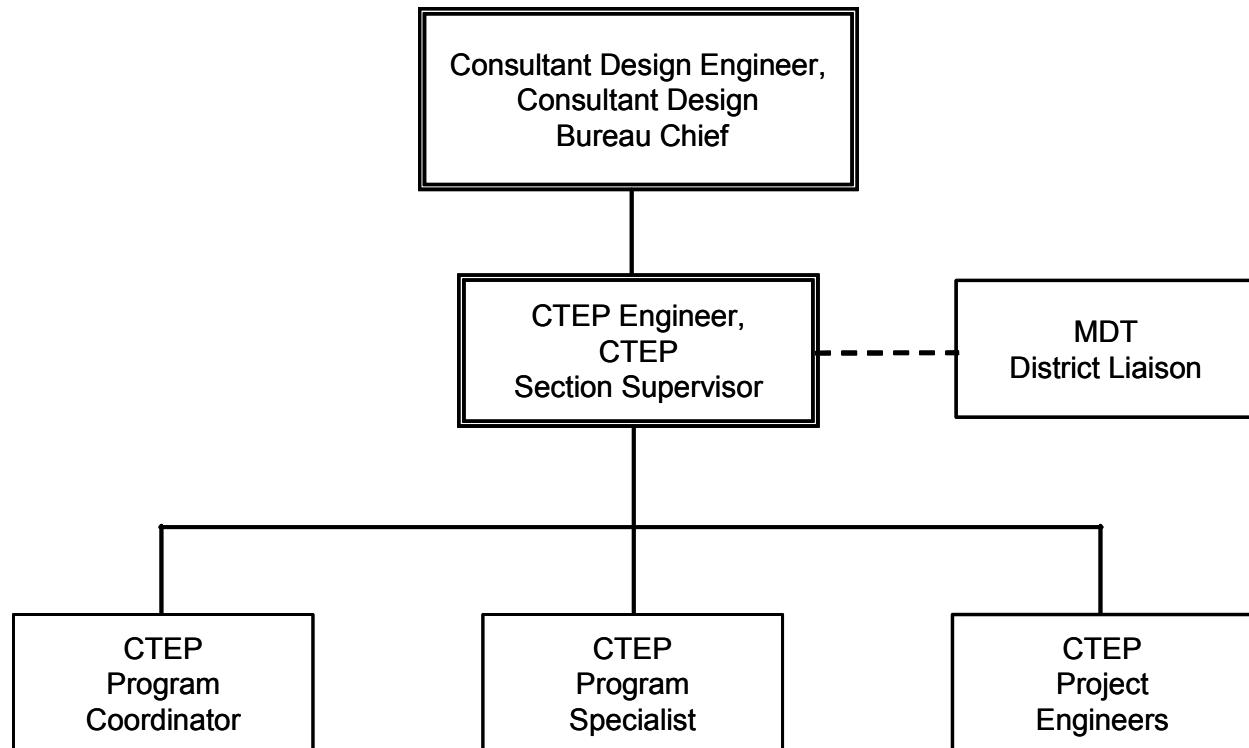 Consultant Design Engineer,
Consultant Design
Bureau Chief
CTEP Engineer,
CTEP
Section Supervisor
MDT
District Liaison
CTEP
Program
Coordinator
CTEP
Program
Specialist
CTEP
Project
Engineers